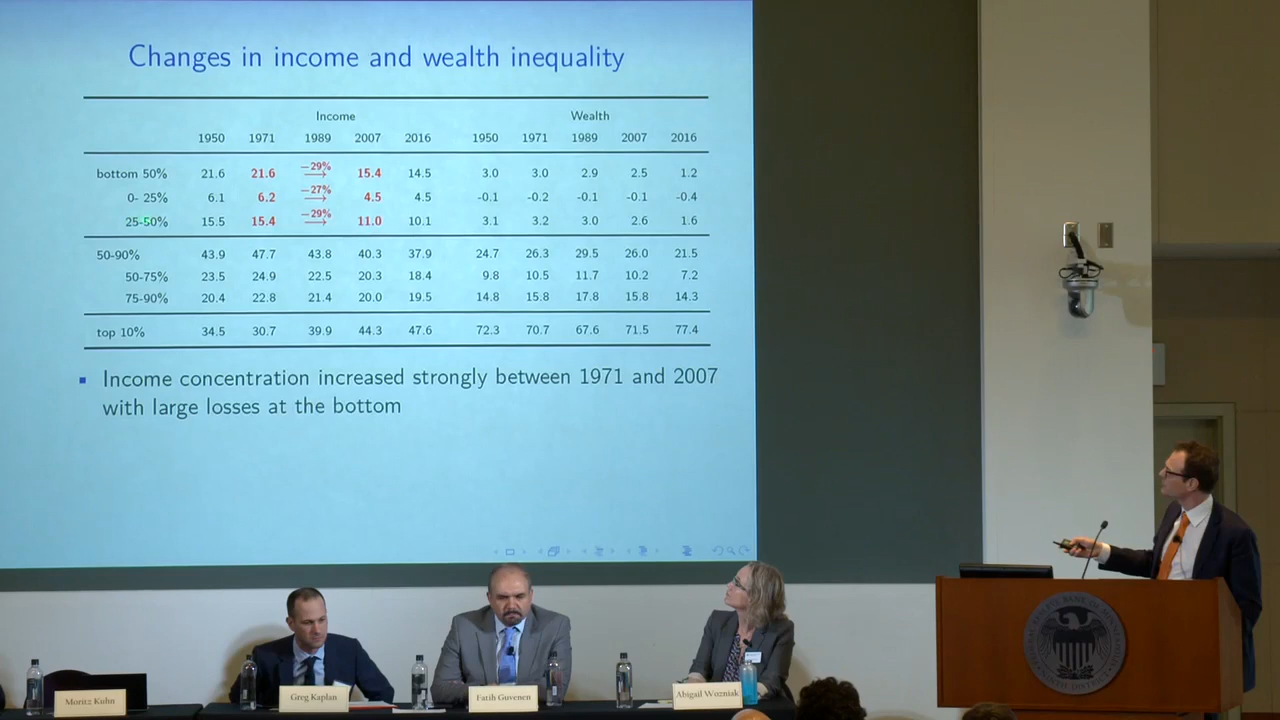 Changes in income and wealth inequality
Income Wealth
1950 1971 1989 2007 2016 1950 1971 1989 2007 2016
bottom 50% 21.6 21.6 −29% → 15.4 14.5 3.0 3.0 2.9 2.5 1.2
0- 25% 6.1 6.2 −27% → 4.5 4.5 -0.1 -0.2 -0.1 -0.1 -0.4
25-50% 15.5 15.4 −29% → 11.0 10.1 3.1 3.2 3.0 2.6 1.6
50-90% 43.9 47.7 43.8 40.3 37.9 24.7 26.3 29.5 26.0 21.5
50-75% 23.5 24.9 22.5 20.3 18.4 9.8 10.5 11.7 10.2 7.2
75-90% 20.4 22.8 21.4 20.0 19.5 14.8 15.8 17.8 15.8 14.3
top 10% 34.5 30.7 39.9 44.3 47.6 72.3 70.7 67.6 71.5 77.4
Income concentration increased strongly between 1971 and 2007
with large losses at the bottom
Moritz Kuhn
Greg Kaplan
Fatih Guvenen
Abigail Wozniak
FEDERAL RESERVE BANK OF MINNEAPOLIS